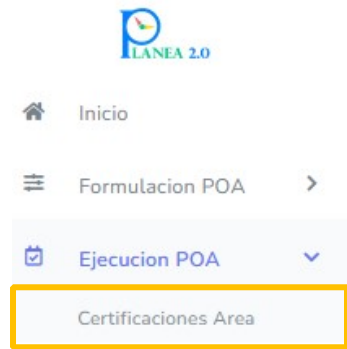 PLANEA 2.0
Inicio
Formulacion POA
Ejecucion POA
Certificaciones Area